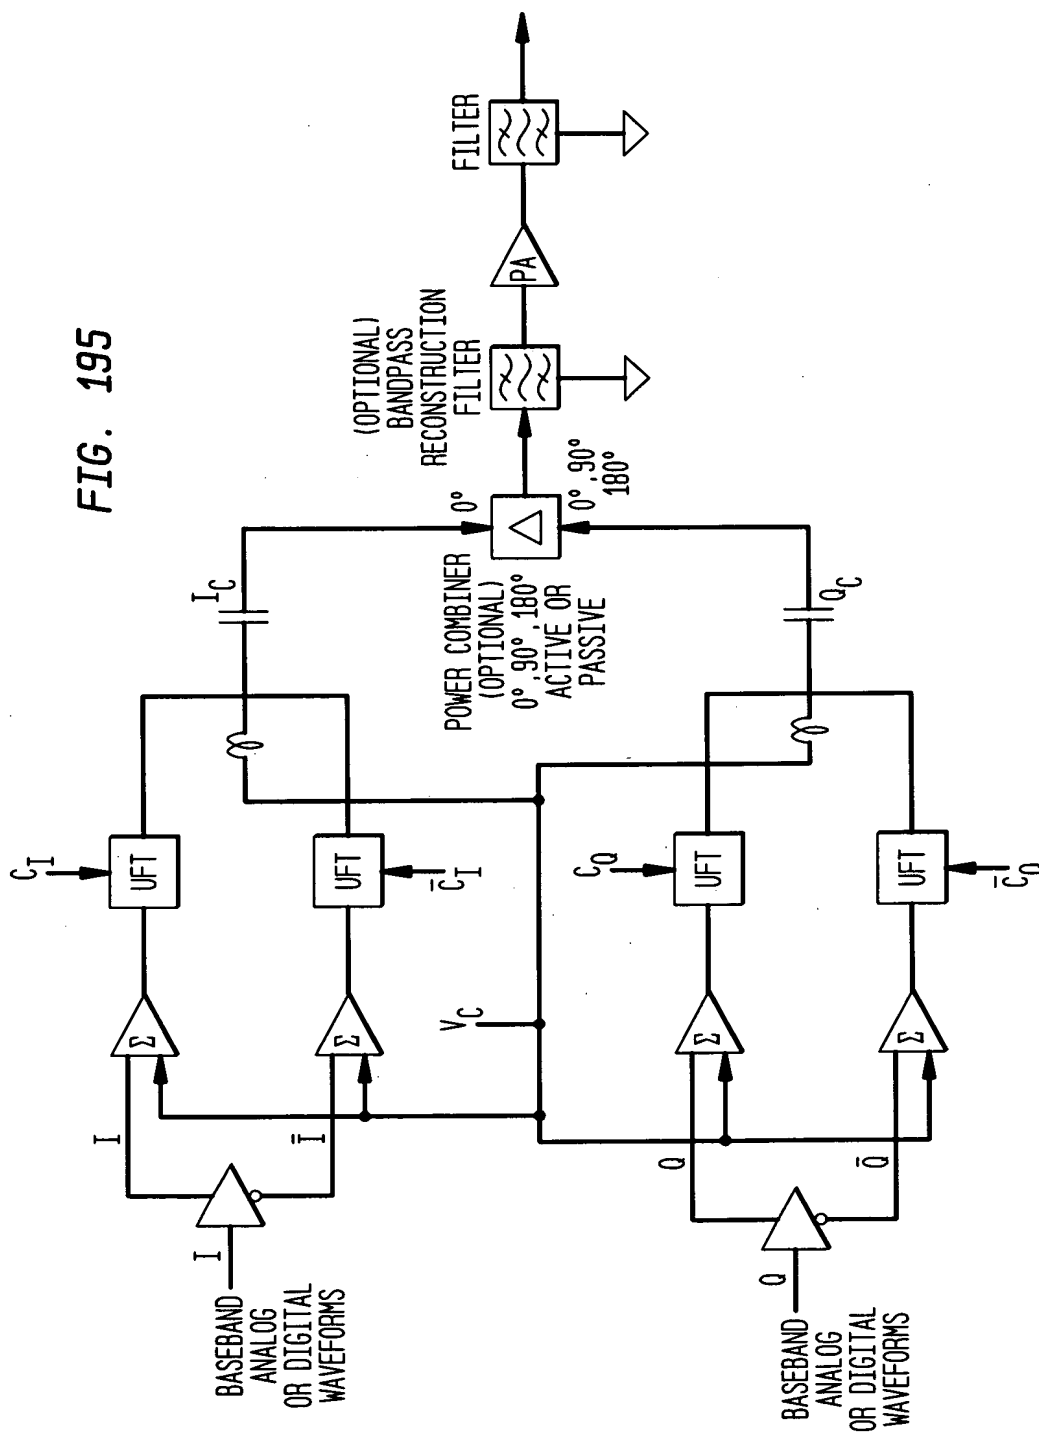 FIG. 195
BASEBAND
ANALOG
OR DIGITAL
WAVEFORMS
I
I
Ī
Σ
Σ
C_I
UFT
UFT
C̄_I
I_C
V_C
BASEBAND
ANALOG
OR DIGITAL
WAVEFORMS
Q
Q
Q̄
Σ
Σ
C_Q
UFT
UFT
C̄_Q
Q_C
POWER COMBINER
(OPTIONAL)
0°,90°,180°
ACTIVE OR
PASSIVE
0°
0°,90°
180°
(OPTIONAL)
BANDPASS
RECONSTRUCTION
FILTER
PA
FILTER